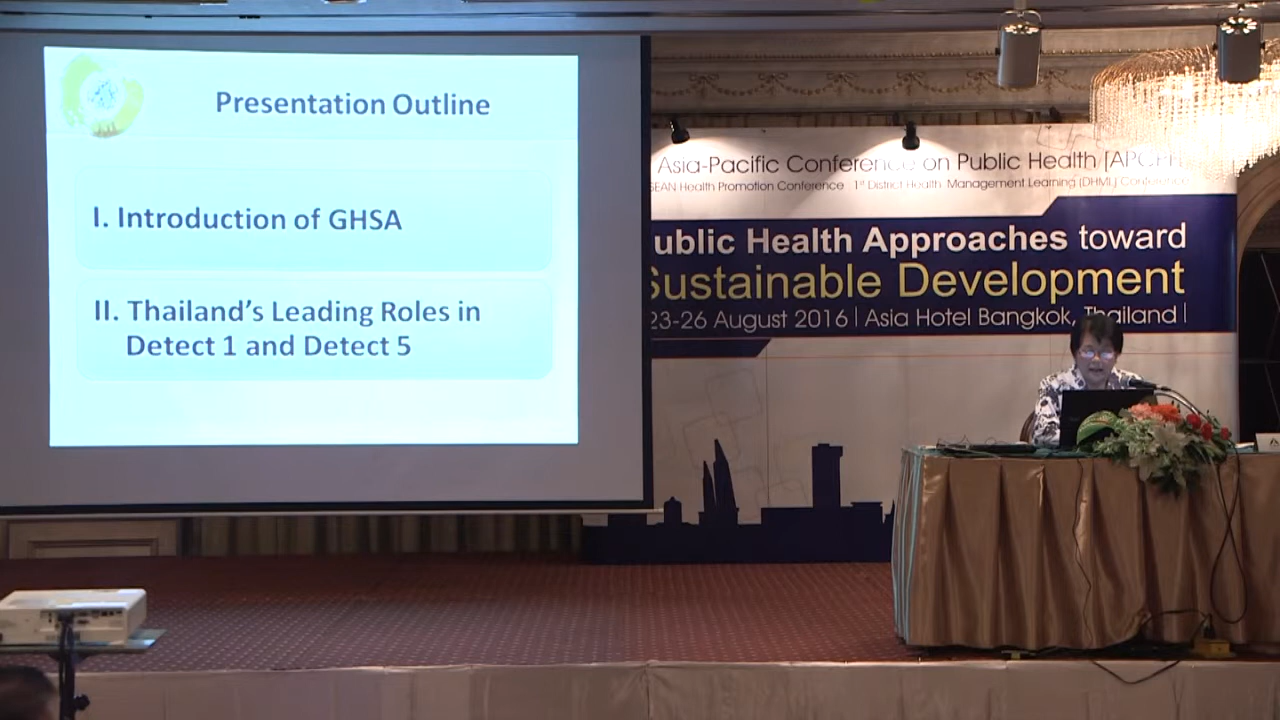 Presentation Outline
I. Introduction of GHSA
II. Thailand's Leading Roles in
Detect 1 and Detect 5
Asia-Pacific Conference on Public Health [APCPH
SEAN Health Promotion Conference 1st District Health Management Learning (DHML) Conference
ublic Health Approaches toward
Sustainable Development
23-26 August 2016 | Asia Hotel Bangkok, Thailand |